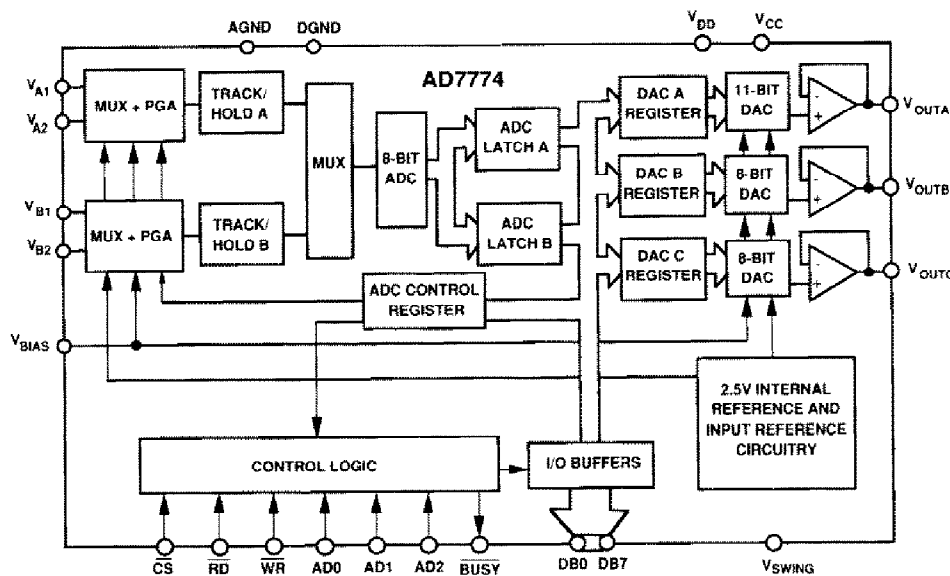 AGND DGND VDD VCC
AD7774
VA1
VA2
MUX + PGA
TRACK/
HOLD A
MUX
8-BIT
ADC
ADC
LATCH A
DAC A
REGISTER
11-BIT
DAC
-
+
VOUTA
VB1
VB2
MUX + PGA
TRACK/
HOLD B
ADC
LATCH B
DAC B
REGISTER
8-BIT
DAC
-
+
VOUTB
DAC C
REGISTER
8-BIT
DAC
-
+
VOUTC
ADC CONTROL
REGISTER
VBIAS
2.5V INTERNAL
REFERENCE AND
INPUT REFERENCE
CIRCUITRY
CONTROL LOGIC
I/O BUFFERS
CS RD WR AD0 AD1 AD2 BUSY DB0 DB7 VSWING